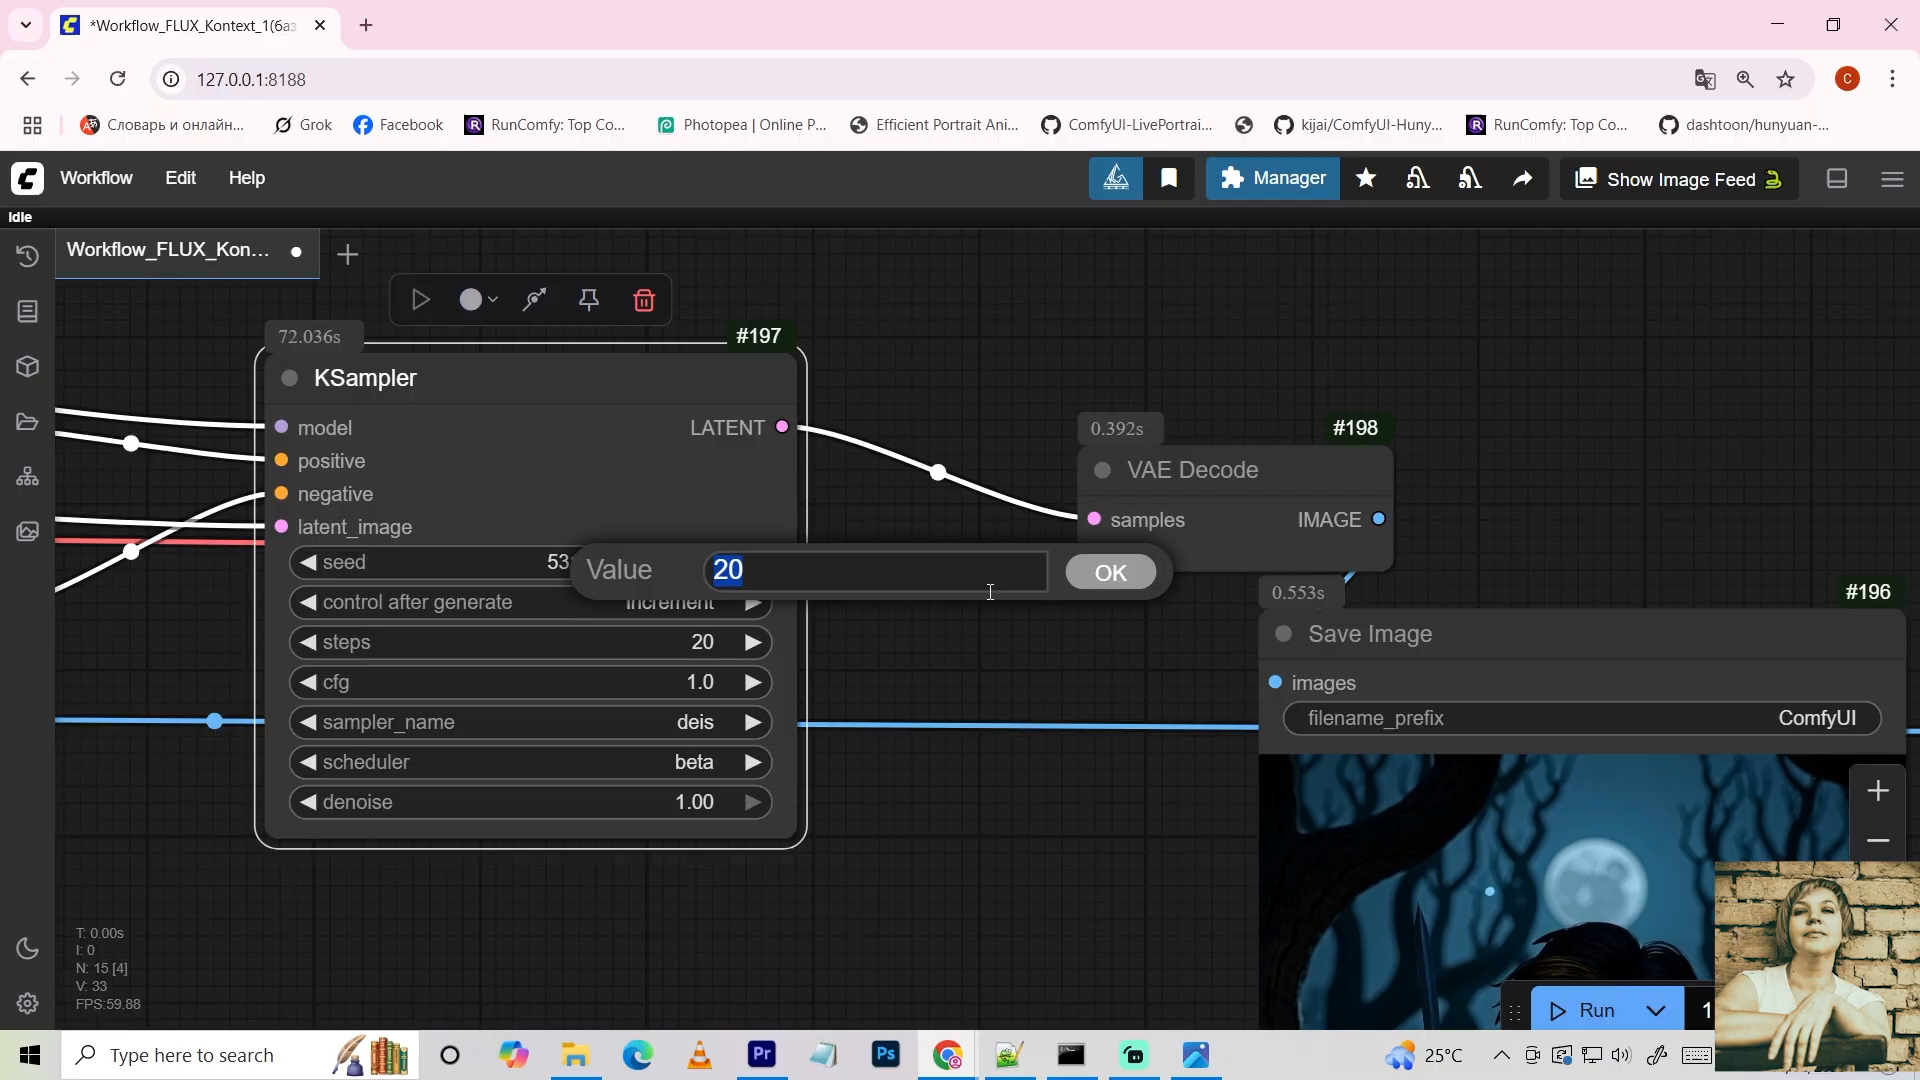 *Workflow_FLUX_Kontext_1(баз
127.0.0.1:8188
C
Словарь и онлайн...
Grok
Facebook
RunComfy: Top Co...
Photopea | Online P...
Efficient Portrait Ani...
ComfyUI-LivePortrai...
kijai/ComfyUI-Huny...
RunComfy: Top Co...
dashtoon/hunyuan-...
Workflow
Edit
Help
Manager
Show Image Feed
Idle
Workflow_FLUX_Kon...
72.036s
#197
KSampler
model
LATENT
positive
negative
latent_image
seed
53
Value
20
OK
control after generate
increment
steps
20
cfg
1.0
sampler_name
deis
scheduler
beta
denoise
1.00
0.392s
#198
VAE Decode
samples
IMAGE
0.553s
#196
Save Image
images
filename_prefix
ComfyUI
T: 0.00s
I: 0
N: 15 [4]
V: 33
FPS:59.88
Run
1
Type here to search
Pr
Ps
25°C